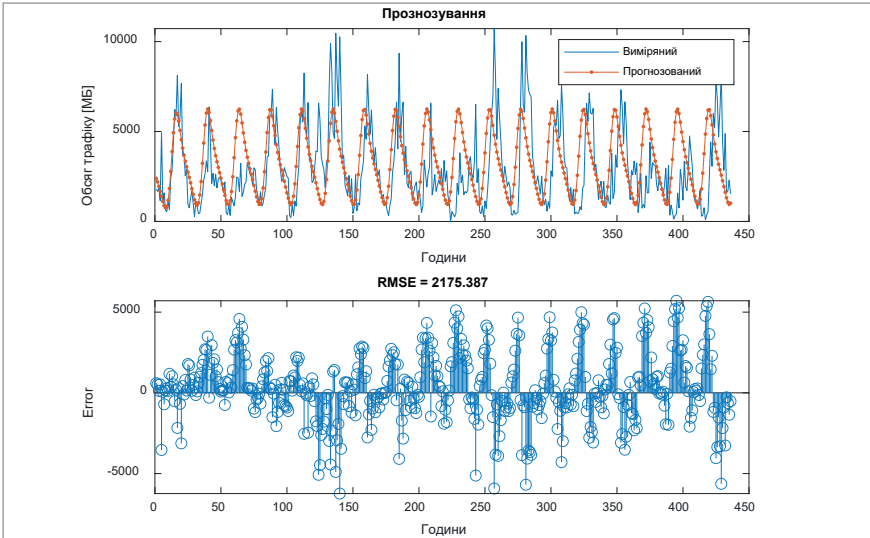 Прознозування
10000
5000
0
Обсяг трафіку [МБ]
Виміряний
Прогнозований
0 50 100 150 200 250 300 350 400 450
Години
RMSE = 2175.387
5000
0
-5000
Error
0 50 100 150 200 250 300 350 400 450
Години